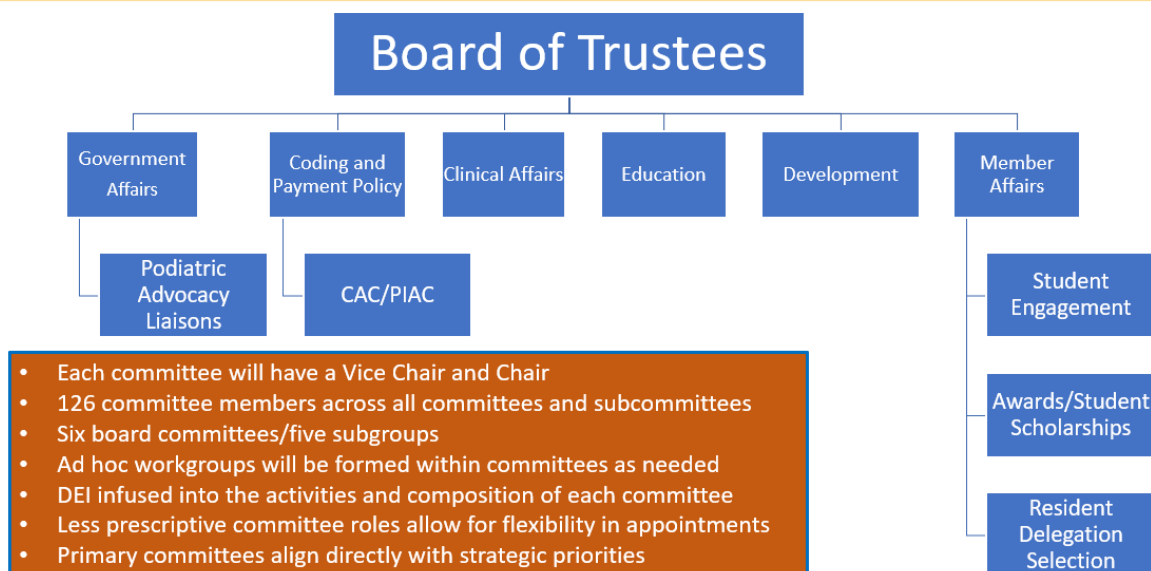 Board of Trustees
Government
Affairs
Coding and
Payment Policy
Clinical Affairs
Education
Development
Member
Affairs
Podiatric
Advocacy
Liaisons
CAC/PIAC
Student
Engagement
Awards/Student
Scholarships
Resident
Delegation
Selection
• Each committee will have a Vice Chair and Chair
• 126 committee members across all committees and subcommittees
• Six board committees/five subgroups
• Ad hoc workgroups will be formed within committees as needed
• DEI infused into the activities and composition of each committee
• Less prescriptive committee roles allow for flexibility in appointments
• Primary committees align directly with strategic priorities